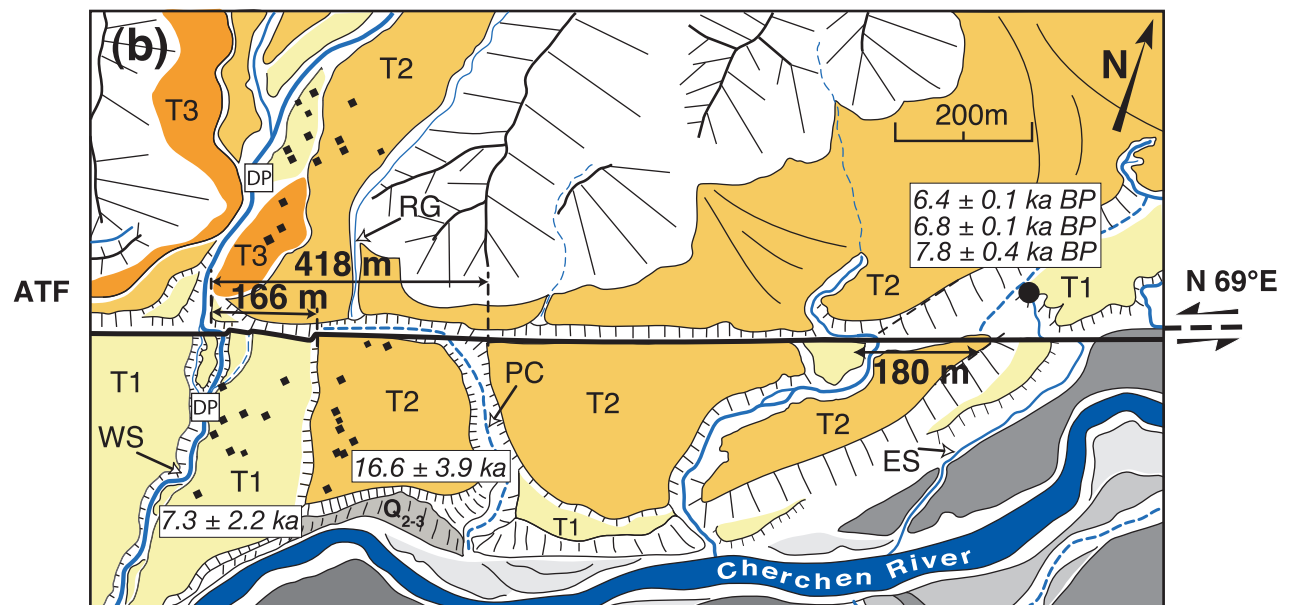 (b)
T2
N
T3
200m
DP
6.4 ± 0.1 ka BP
6.8 ± 0.1 ka BP
7.8 ± 0.4 ka BP
RG
T3
418 m
T2
T1
N 69°E
ATF
166 m
PC
180 m
T1
DP
T2
T2
T2
WS
ES
16.6 ± 3.9 ka
T1
Q2-3
7.3 ± 2.2 ka
T1
Cherchen River